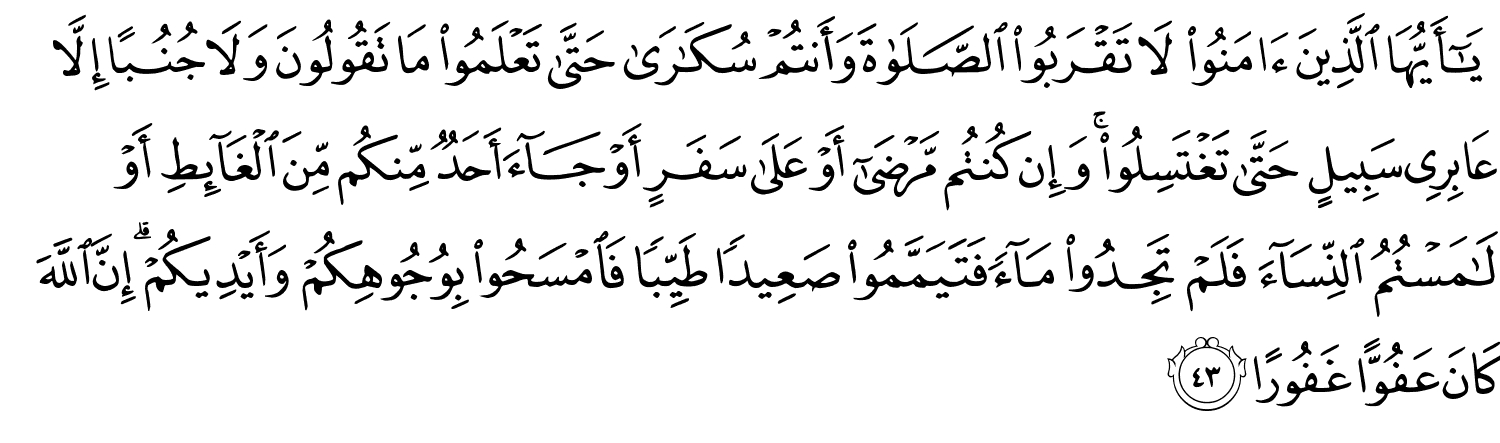 يَـٰٓأَيُّهَا ٱلَّذِينَ ءَامَنُوا۟ لَا تَقْرَبُوا۟ ٱلصَّلَوٰةَ وَأَنتُمْ سُكَـٰرَىٰ حَتَّىٰ تَعْلَمُوا۟ مَا تَقُولُونَ وَلَا جُنُبًا إِلَّا
عَابِرِى سَبِيلٍ حَتَّىٰ تَغْتَسِلُوا۟ ۚ وَإِن كُنتُم مَّرْضَىٰٓ أَوْ عَلَىٰ سَفَرٍ أَوْ جَآءَ أَحَدٌ مِّنكُم مِّنَ ٱلْغَآئِطِ أَوْ
لَـٰمَسْتُمُ ٱلنِّسَآءَ فَلَمْ تَجِدُوا۟ مَآءً فَتَيَمَّمُوا۟ صَعِيدًا طَيِّبًا فَٱمْسَحُوا۟ بِوُجُوهِكُمْ وَأَيْدِيكُمْ ۗ إِنَّ ٱللَّهَ
كَانَ عَفُوًّا غَفُورًا ٤٣